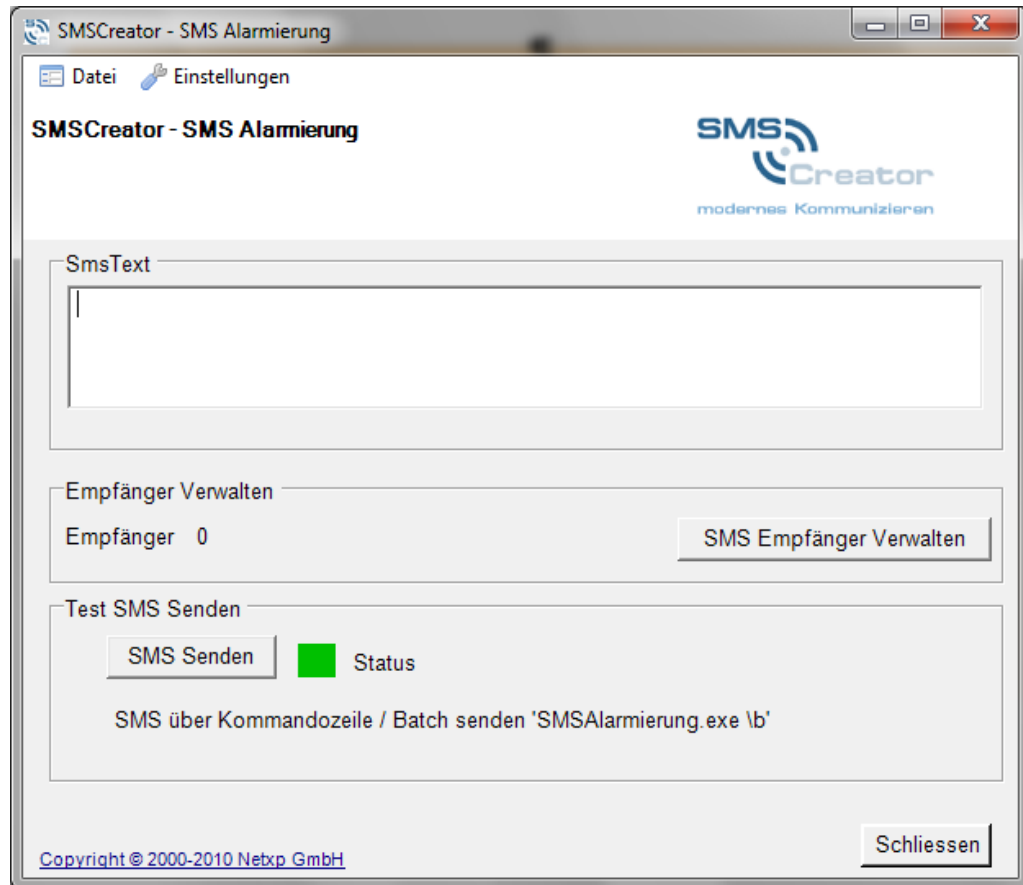 SMSCreator - SMS Alarmierung
Datei Einstellungen
SMSCreator - SMS Alarmierung
SMS
Creator
modernes Kommunizieren
SmsText
Empfänger Verwalten
Empfänger 0
SMS Empfänger Verwalten
Test SMS Senden
SMS Senden
Status
SMS über Kommandozeile / Batch senden 'SMSAlarmierung.exe \b'
Schliessen
Copyright © 2000-2010 Netxp GmbH